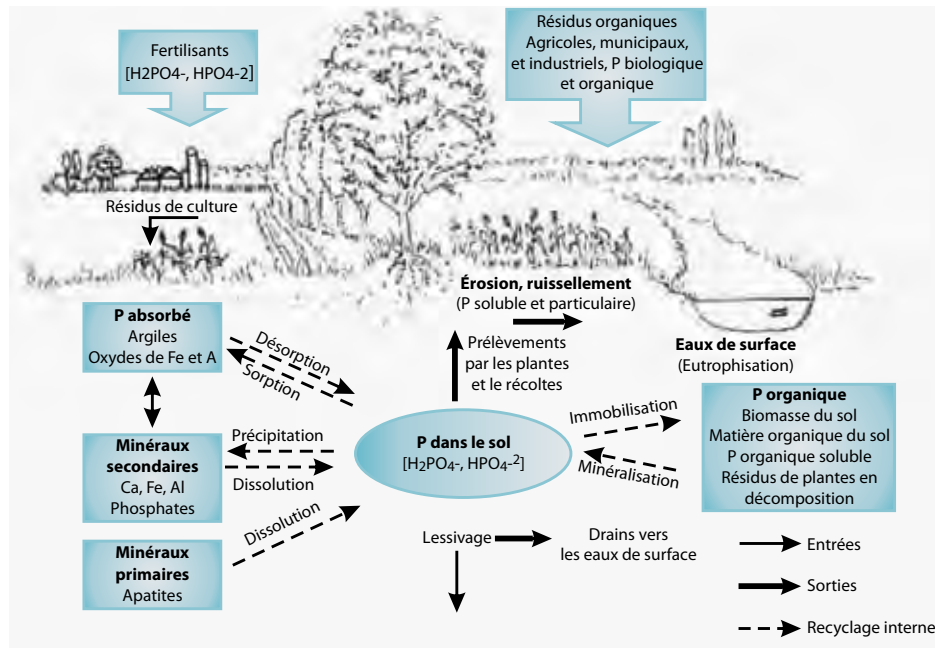 Fertilisants
[H2PO4-, HPO4-2]
Résidus organiques
Agricoles, municipaux,
et industriels, P biologique
et organique
Résidus de culture
Érosion, ruissellement
(P soluble et particulaire)
Prélèvements
par les plantes
et le récoltes
Eaux de surface
(Eutrophisation)
P absorbé
Argiles
Oxydes de Fe et A
Désorption
Sorption
Minéraux
secondaires
Ca, Fe, Al
Phosphates
Précipitation
Dissolution
P dans le sol
[H2PO4-, HPO4-2]
Immobilisation
Minéralisation
P organique
Biomasse du sol
Matière organique du sol
P organique soluble
Résidus de plantes en
décomposition
Minéraux
primaires
Apatites
Dissolution
Lessivage
Drains vers
les eaux de surface
Entrées
Sorties
Recyclage interne